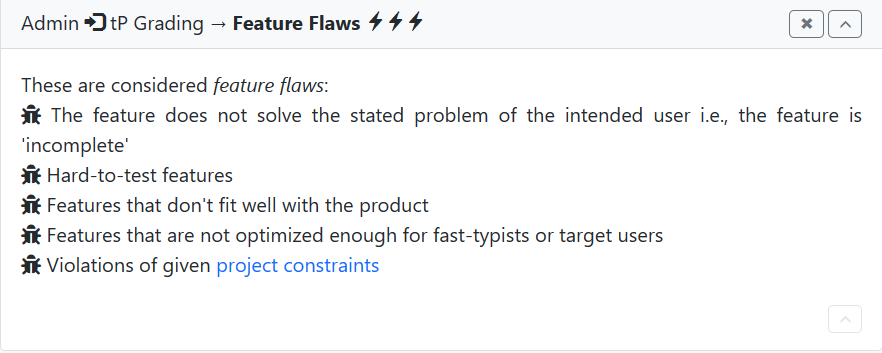 Admin tP Grading → Feature Flaws
These are considered feature flaws:
The feature does not solve the stated problem of the intended user i.e., the feature is
'incomplete'
Hard-to-test features
Features that don't fit well with the product
Features that are not optimized enough for fast-typists or target users
Violations of given project constraints